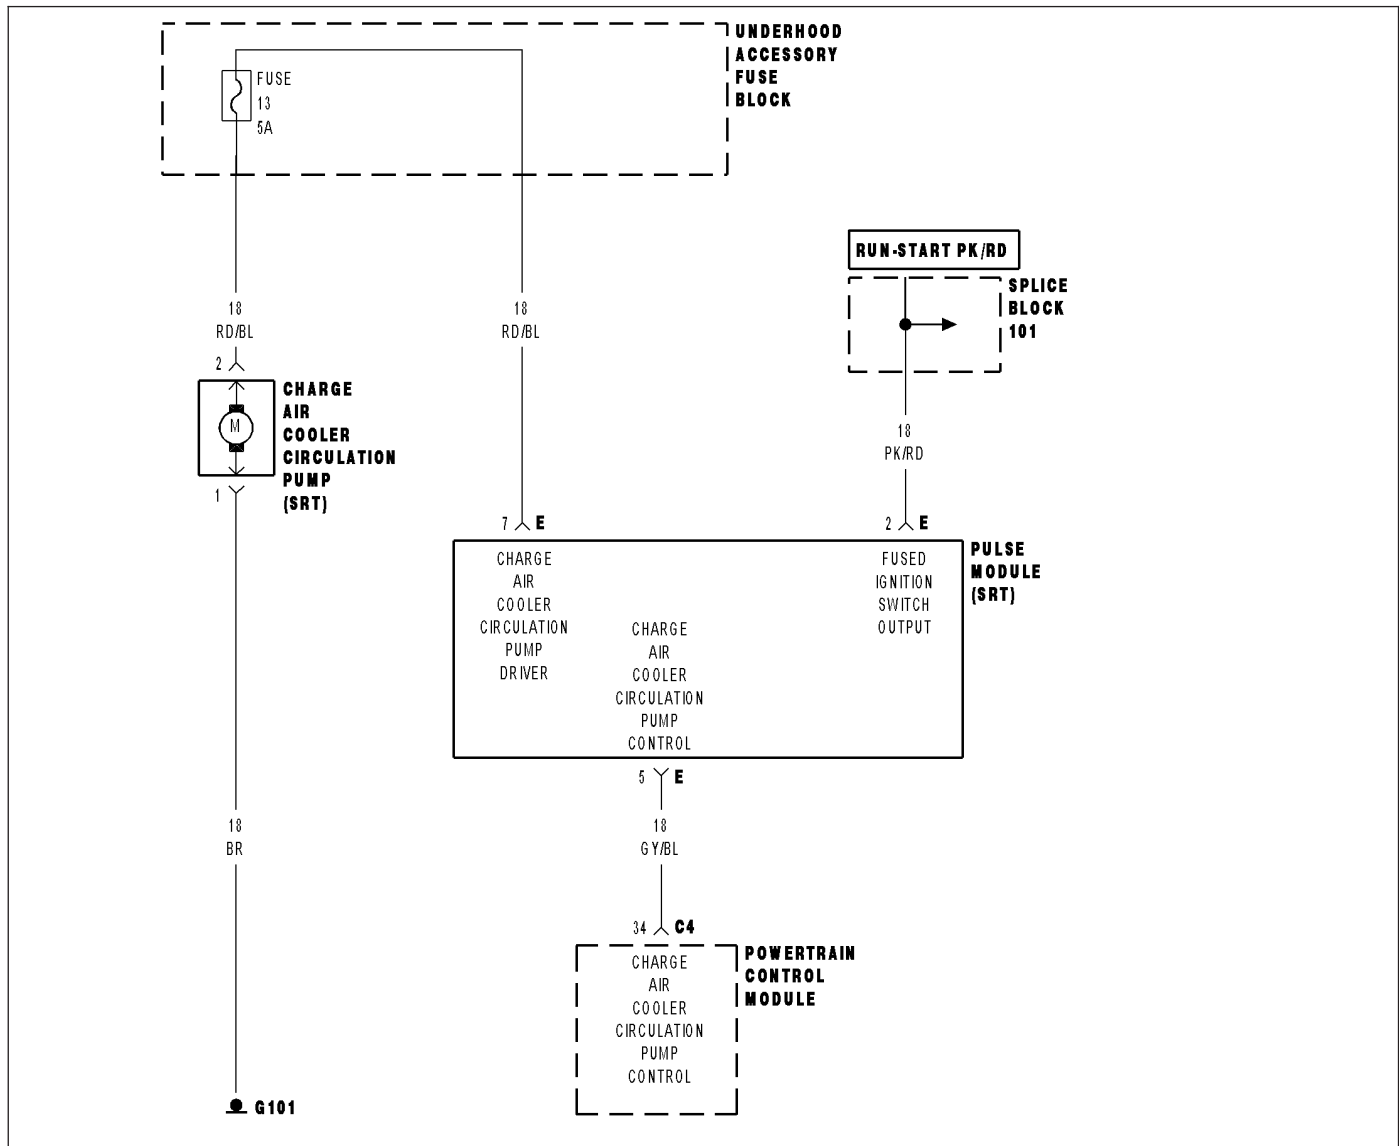 UNDERHOOD
ACCESSORY
FUSE
BLOCK
FUSE
13
5A
RUN-START PK/RD
SPLICE
BLOCK
101
18
RD/BL
18
RD/BL
2
CHARGE
AIR
COOLER
CIRCULATION
PUMP
(SRT)
M
1
18
PK/RD
7 E
2 E
PULSE
MODULE
(SRT)
CHARGE
AIR
COOLER
CIRCULATION
PUMP
DRIVER
CHARGE
AIR
COOLER
CIRCULATION
PUMP
CONTROL
FUSED
IGNITION
SWITCH
OUTPUT
5 E
18
BR
18
GY/BL
34 C4
POWERTRAIN
CONTROL
MODULE
CHARGE
AIR
COOLER
CIRCULATION
PUMP
CONTROL
G101